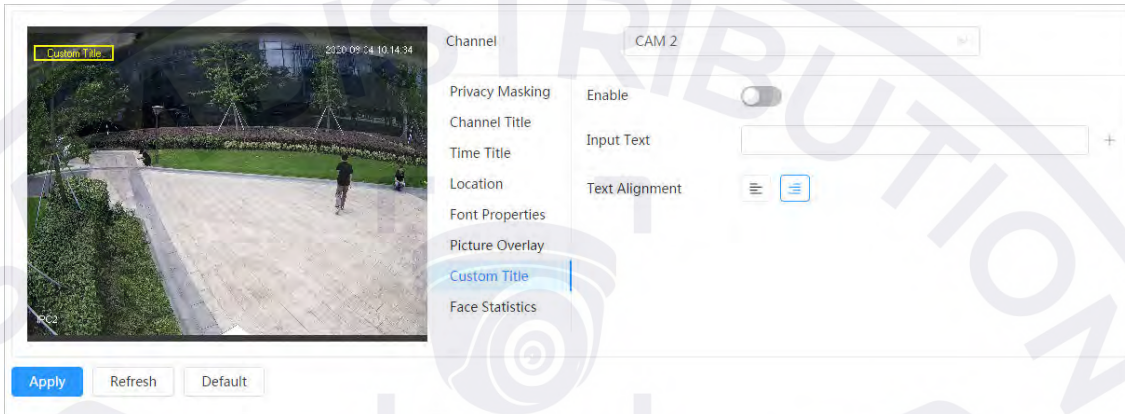 Custom Title
2020-09-04 10:14:34
IPC2
Channel
CAM 2
Privacy Masking
Channel Title
Time Title
Location
Font Properties
Picture Overlay
Custom Title
Face Statistics
Enable
Input Text
+
Text Alignment
Apply
Refresh
Default
DISTRIBUTION